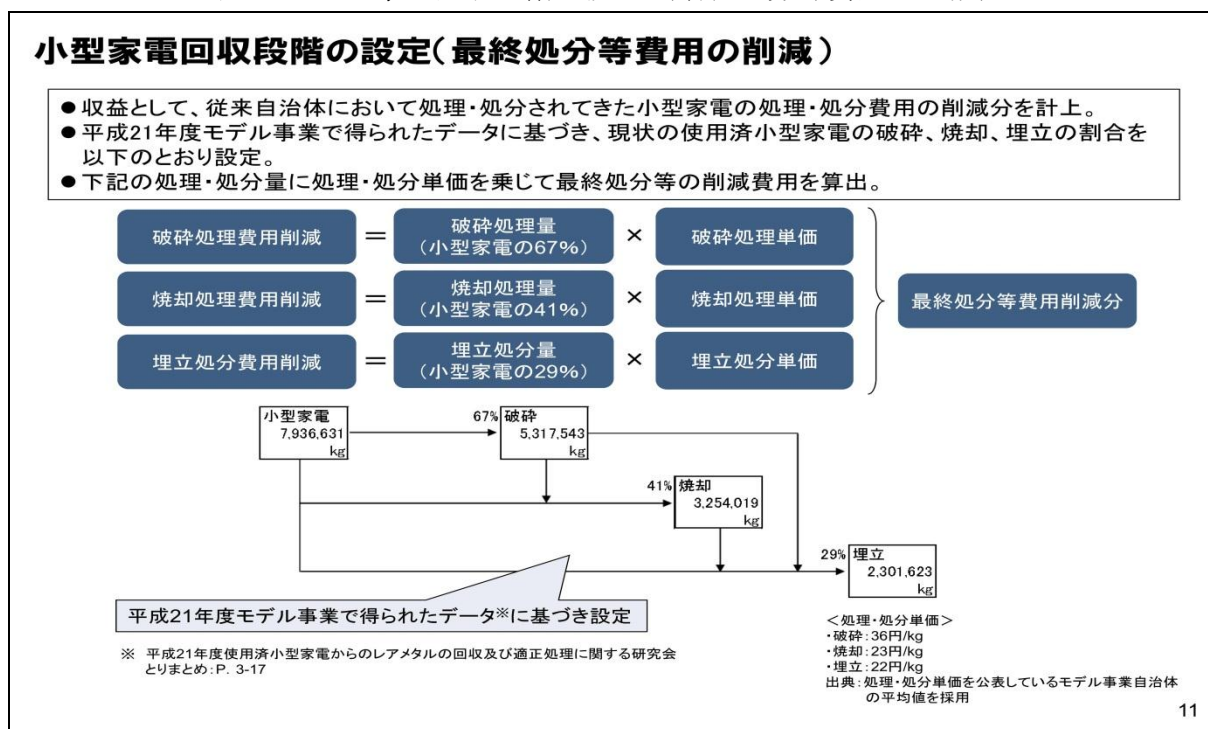 小型家電回収段階の設定(最終処分等費用の削減)
●収益として、従来自治体において処理・処分されてきた小型家電の処理・処分費用の削減分を計上。
●平成21年度モデル事業で得られたデータに基づき、現状の使用済小型家電の破砕、焼却、埋立の割合を
以下のとおり設定。
●下記の処理・処分量に処理・処分単価を乗じて最終処分等の削減費用を算出。
破砕処理費用削減 = 破砕処理量 × 破砕処理単価
(小型家電の67%)
焼却処理費用削減 = 焼却処理量 × 焼却処理単価
(小型家電の41%)
最終処分等費用削減分
埋立処分費用削減 = 埋立処分量 × 埋立処分単価
(小型家電の29%)
小型家電
7,936,631
kg
67% 破砕
5,317,543
kg
41% 焼却
3,254,019
kg
29% 埋立
2,301,623
kg
平成21年度モデル事業で得られたデータ※に基づき設定
※ 平成21年度使用済小型家電からのレアメタルの回収及び適正処理に関する研究会
とりまとめ:P. 3-17
<処理・処分単価>
・破砕:36円/kg
・焼却:23円/kg
・埋立:22円/kg
出典:処理・処分単価を公表しているモデル事業自治体
の平均値を採用
11